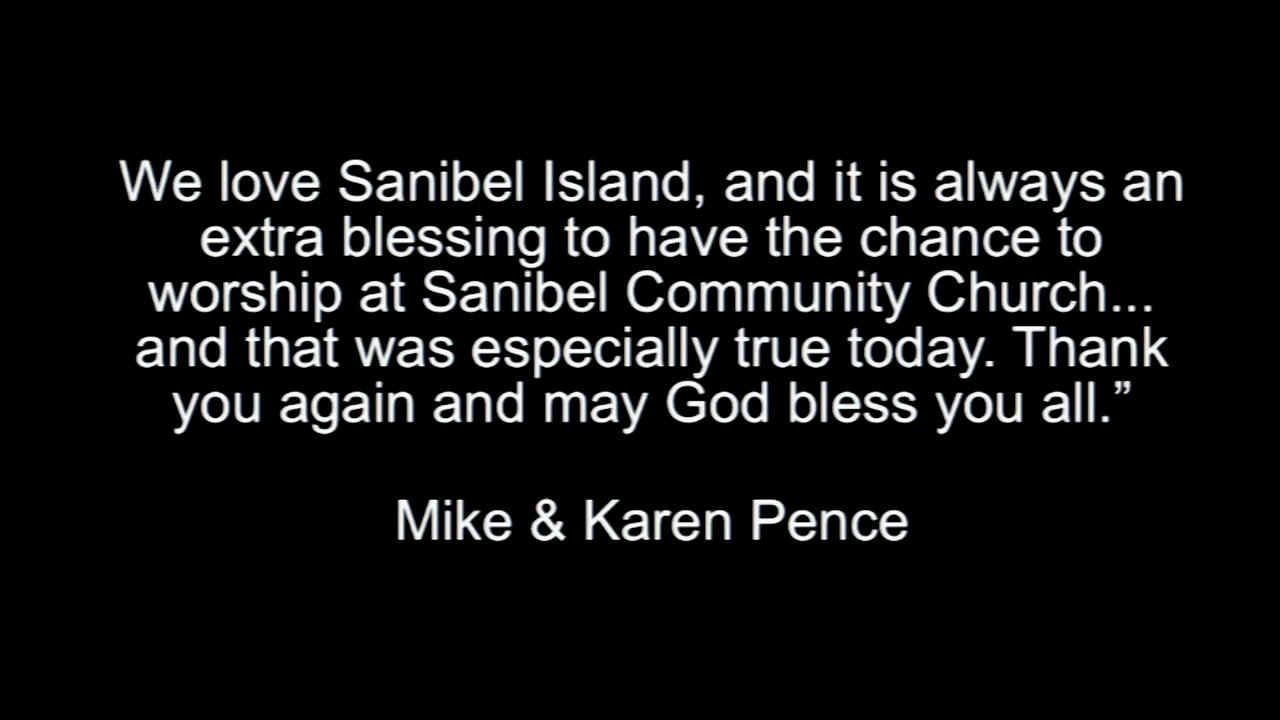 We love Sanibel Island, and it is always an
extra blessing to have the chance to
worship at Sanibel Community Church...
and that was especially true today. Thank
you again and may God bless you all.”
Mike & Karen Pence